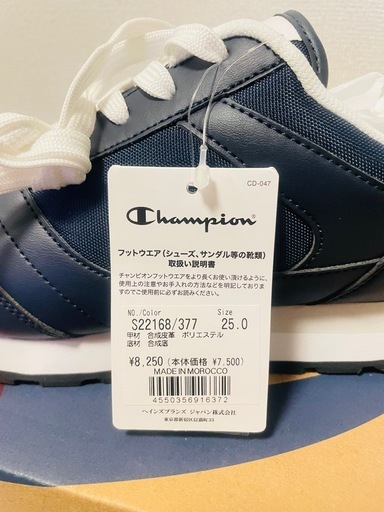 CD-047
Champion
フットウエア(シューズ、サンダル等の靴類)
取扱い説明書
チャンピオンフットウエアをより長くお使い頂けるように、
使用上の注意やお手入れの方法などを明記しております
のでご使用前に必ずお読みください。
NO./Color Size
S22168/377 25.0
甲材 合成皮革 ポリエステル
底材 合成底
¥8,250(本体価格 ¥7,500)
MADE IN MOROCCO
4550356916372
ヘインズブランズ ジャパン株式会社